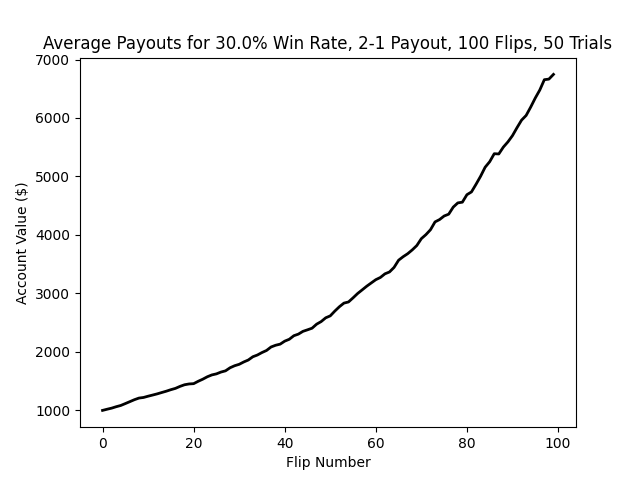 Average Payouts for 30.0% Win Rate, 2-1 Payout, 100 Flips, 50 Trials
7000
6000
5000
4000
3000
2000
1000
Account Value ($)
0 20 40 60 80 100
Flip Number